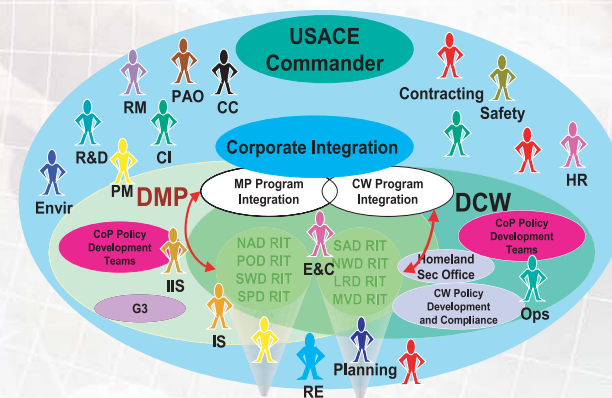 USACE
Commander
RM
PAO
CC
Contracting
Safety
R&D
CI
Corporate Integration
HR
Envir
PM
DMP
MP Program
Integration
CW Program
Integration
DCW
CoP Policy
Development
Teams
IIS
NAD RIT
POD RIT
SWD RIT
SPD RIT
E&C
SAD RIT
NWD RIT
LRD RIT
MVD RIT
CoP Policy
Development
Teams
Homeland
Sec Office
G3
CW Policy
Development
and Compliance
Ops
IS
RE
Planning